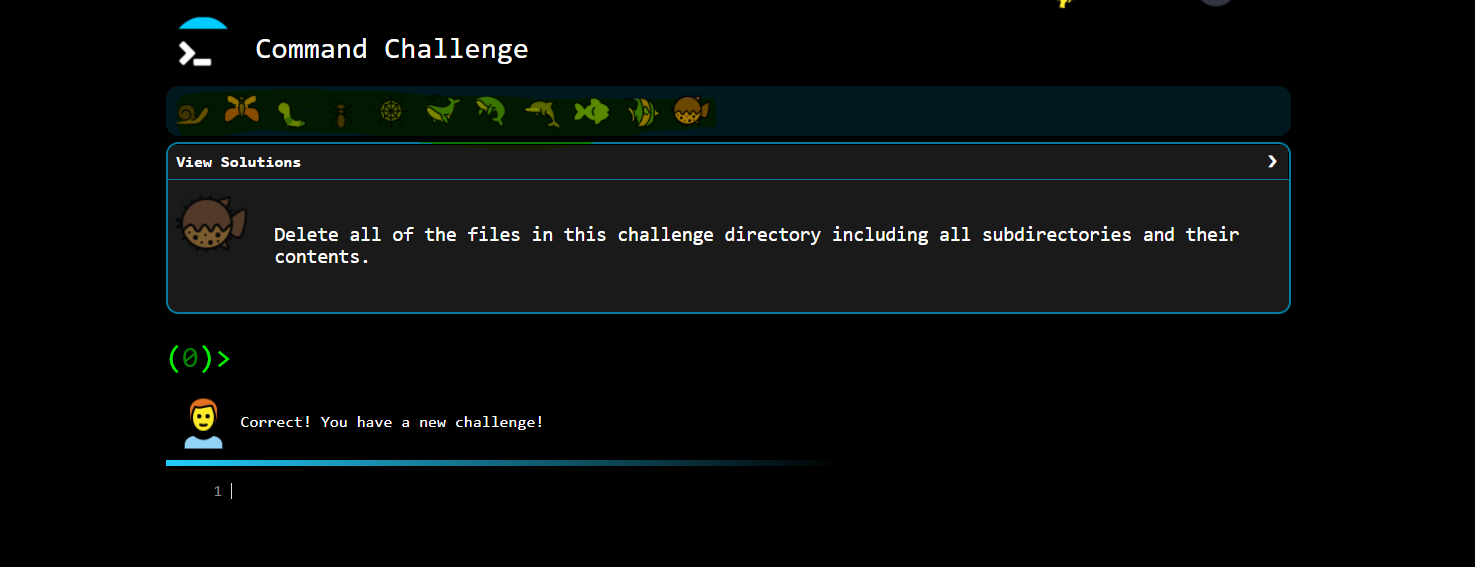 Command Challenge
View Solutions
Delete all of the files in this challenge directory including all subdirectories and their
contents.
(0)>
Correct! You have a new challenge!
1